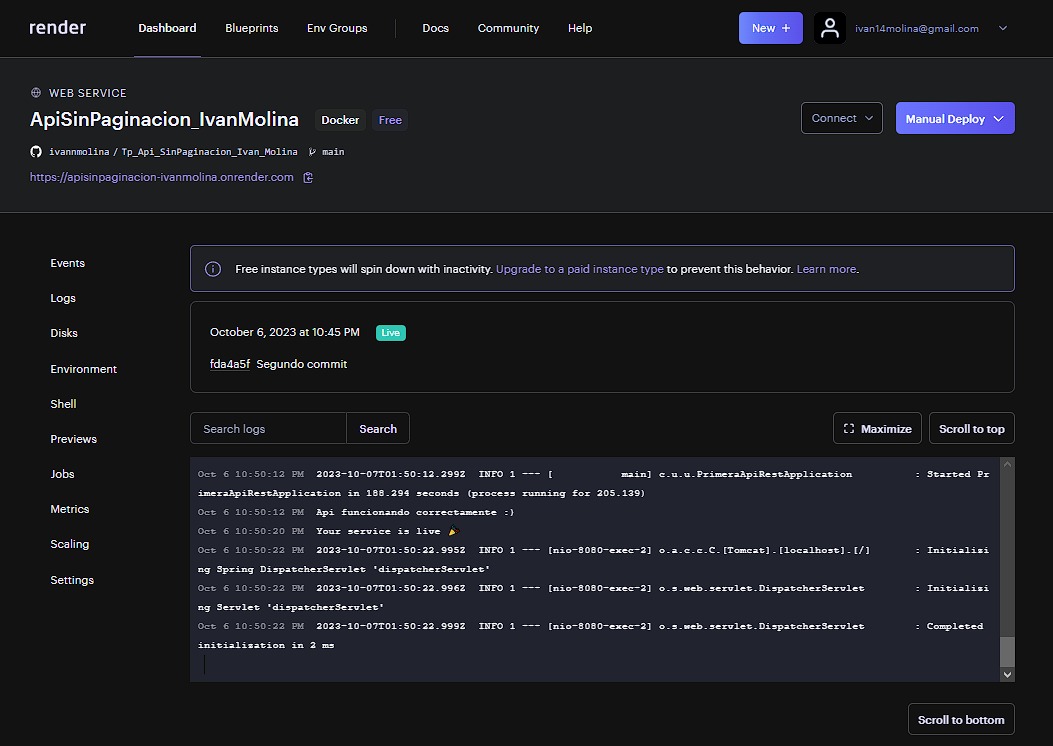 render Dashboard Blueprints Env Groups Docs Community Help New + ivan14molina@gmail.com
WEB SERVICE
ApiSinPaginacion_IvanMolina Docker Free Connect Manual Deploy
ivannmolina / Tp_Api_SinPaginacion_Ivan_Molina main
https://apisinpaginacion-ivanmolina.onrender.com
Events
Logs
Disks
Environment
Shell
Previews
Jobs
Metrics
Scaling
Settings
Free instance types will spin down with inactivity. Upgrade to a paid instance type to prevent this behavior. Learn more.
October 6, 2023 at 10:45 PM Live
fda4a5f Segundo commit
Search logs Search Maximize Scroll to top
Oct 6 10:50:12 PM 2023-10-07T01:50:12.299Z INFO 1 --- [ main] c.u.u.PrimeraApiRestApplication : Started Pr
imeraApiRestApplication in 188.294 seconds (process running for 205.139)
Oct 6 10:50:12 PM Api funcionando correctamente :)
Oct 6 10:50:20 PM Your service is live 🎉
Oct 6 10:50:22 PM 2023-10-07T01:50:22.995Z INFO 1 --- [nio-8080-exec-2] o.a.c.c.C.[Tomcat].[localhost].[/] : Initializi
ng Spring DispatcherServlet 'dispatcherServlet'
Oct 6 10:50:22 PM 2023-10-07T01:50:22.996Z INFO 1 --- [nio-8080-exec-2] o.s.web.servlet.DispatcherServlet : Initializi
ng Servlet 'dispatcherServlet'
Oct 6 10:50:22 PM 2023-10-07T01:50:22.999Z INFO 1 --- [nio-8080-exec-2] o.s.web.servlet.DispatcherServlet : Completed
initialization in 2 ms
Scroll to bottom